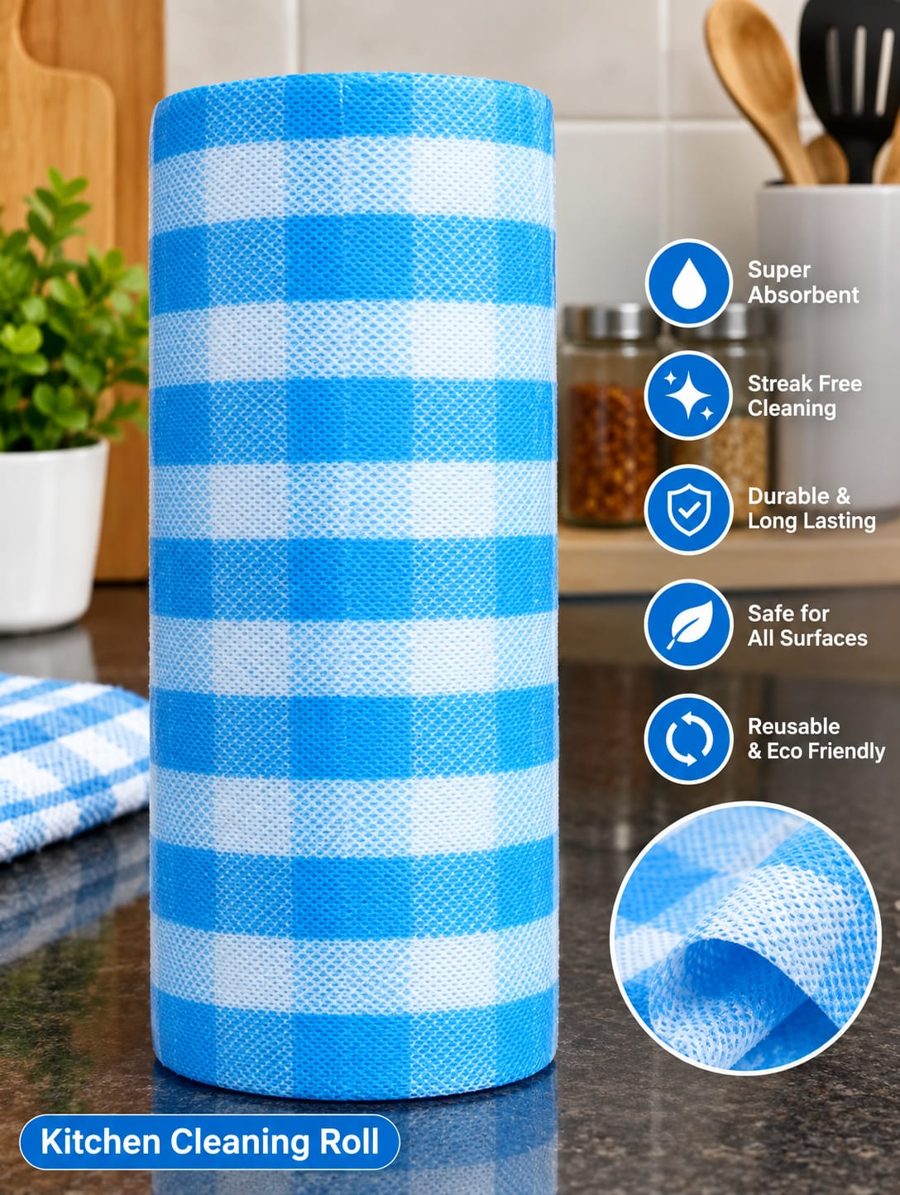 Super
Absorbent
Streak Free
Cleaning
Durable &
Long Lasting
Safe for
All Surfaces
Reusable
& Eco Friendly
Kitchen Cleaning Roll